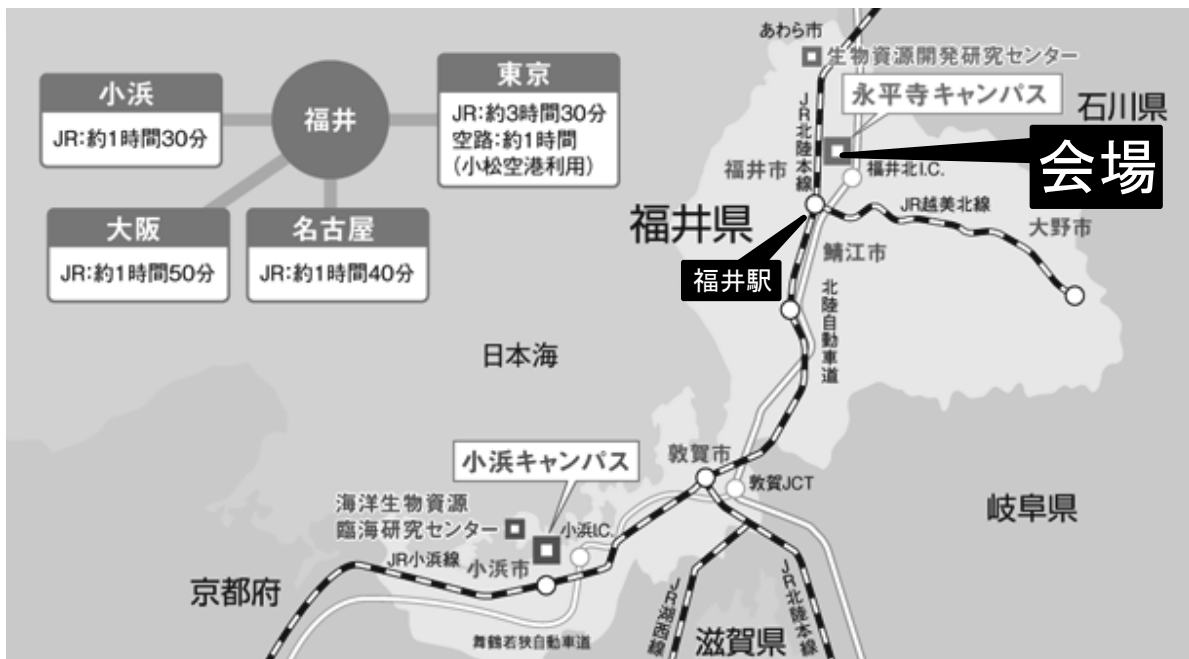 小浜
JR:約1時間30分
福井
東京
JR:約3時間30分
空路:約1時間
(小松空港利用)
大阪
JR:約1時間50分
名古屋
JR:約1時間40分
あわら市
生物資源開発研究センター
永平寺キャンパス
石川県
JR北陸本線
会場
福井市
福井北I.C.
JR越美北線
福井県
大野市
鯖江市
福井駅
北陸自動車道
日本海
小浜キャンパス
敦賀市
敦賀JCT
海洋生物資源
臨海研究センター
小浜I.C.
岐阜県
JR小浜線
小浜市
京都府
JR湖西線
JR北陸本線
舞鶴若狭自動車道
滋賀県